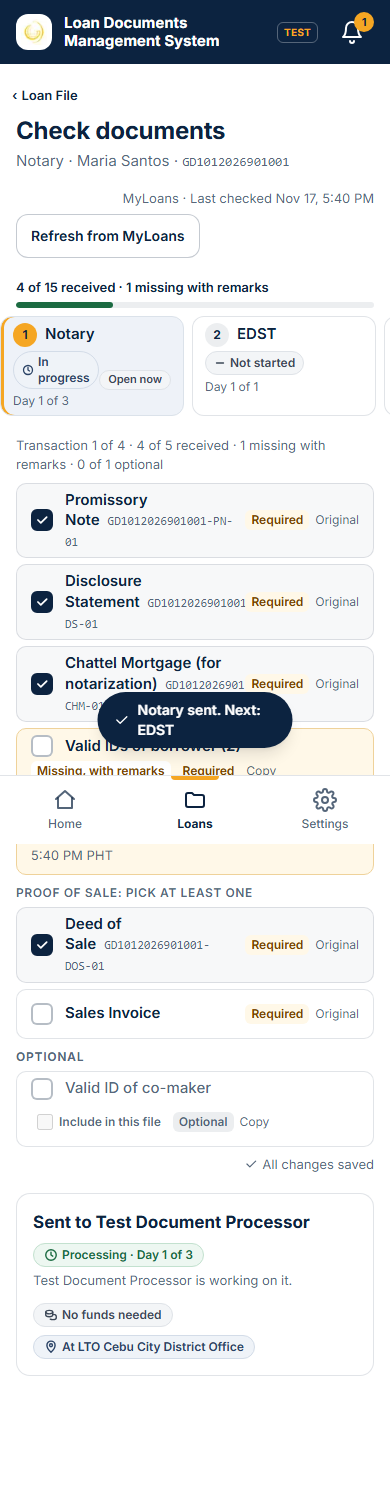 Loan Documents
Management System
TEST
1
‹ Loan File
Check documents
Notary · Maria Santos · GD1012026901001
MyLoans · Last checked Nov 17, 5:40 PM
Refresh from MyLoans
4 of 15 received · 1 missing with remarks
1 Notary
In progress
Open now
Day 1 of 3
2 EDST
Not started
Day 1 of 1
Transaction 1 of 4 · 4 of 5 received · 1 missing with
remarks · 0 of 1 optional
Promissory
Note GD1012026901001-PN-
01
Required Original
Disclosure
Statement GD1012026901001
DS-01
Required Original
Chattel Mortgage (for
notarization) GD1012026901
CHM-01
Required Original
Notary sent. Next:
EDST
Valid IDs of borrower (2)
Missing, with remarks Required Copy
Home
Loans
Settings
5:40 PM PHT
PROOF OF SALE: PICK AT LEAST ONE
Deed of
Sale GD1012026901001-
DOS-01
Required Original
Sales Invoice
Required Original
OPTIONAL
Valid ID of co-maker
Include in this file Optional Copy
All changes saved
Sent to Test Document Processor
Processing · Day 1 of 3
Test Document Processor is working on it.
No funds needed
At LTO Cebu City District Office